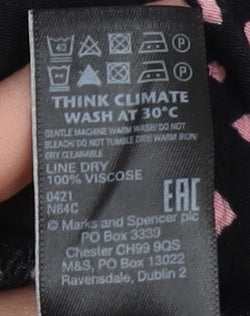 40 P
P
THINK CLIMATE
WASH AT 30°C
GENTLE MACHINE WARM WASH/DO NOT
BLEACH/DO NOT TUMBLE DRY/WARM IRON/
DRY CLEANABLE
LINE DRY
100% VISCOSE
0421
N64C
EAC
© Marks and Spencer plc
PO Box 3339
Chester CH99 9QS
M&S, PO Box 13022
Ravensdale, Dublin 2